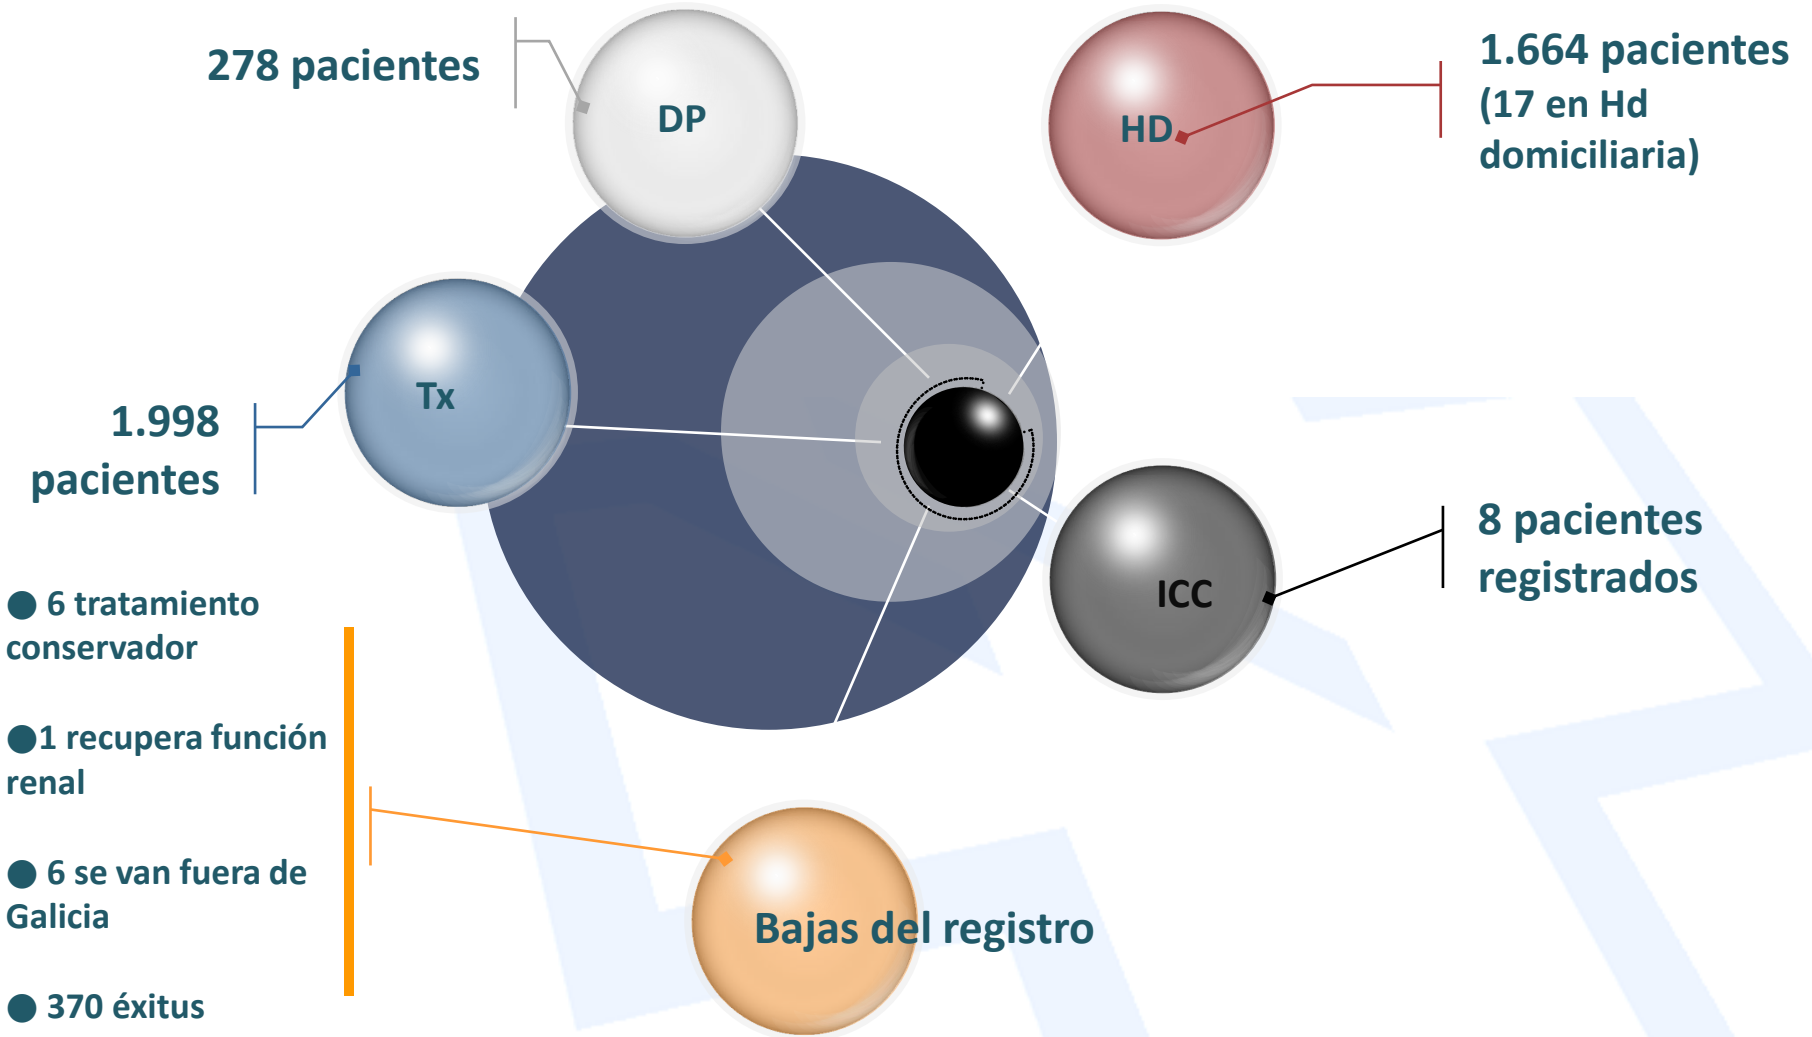 278 pacientes
DP
HD
1.664 pacientes
(17 en Hd
domiciliaria)
Tx
1.998
pacientes
ICC
8 pacientes
registrados
● 6 tratamiento
conservador
●1 recupera función
renal
● 6 se van fuera de
Galicia
● 370 éxitus
Bajas del registro